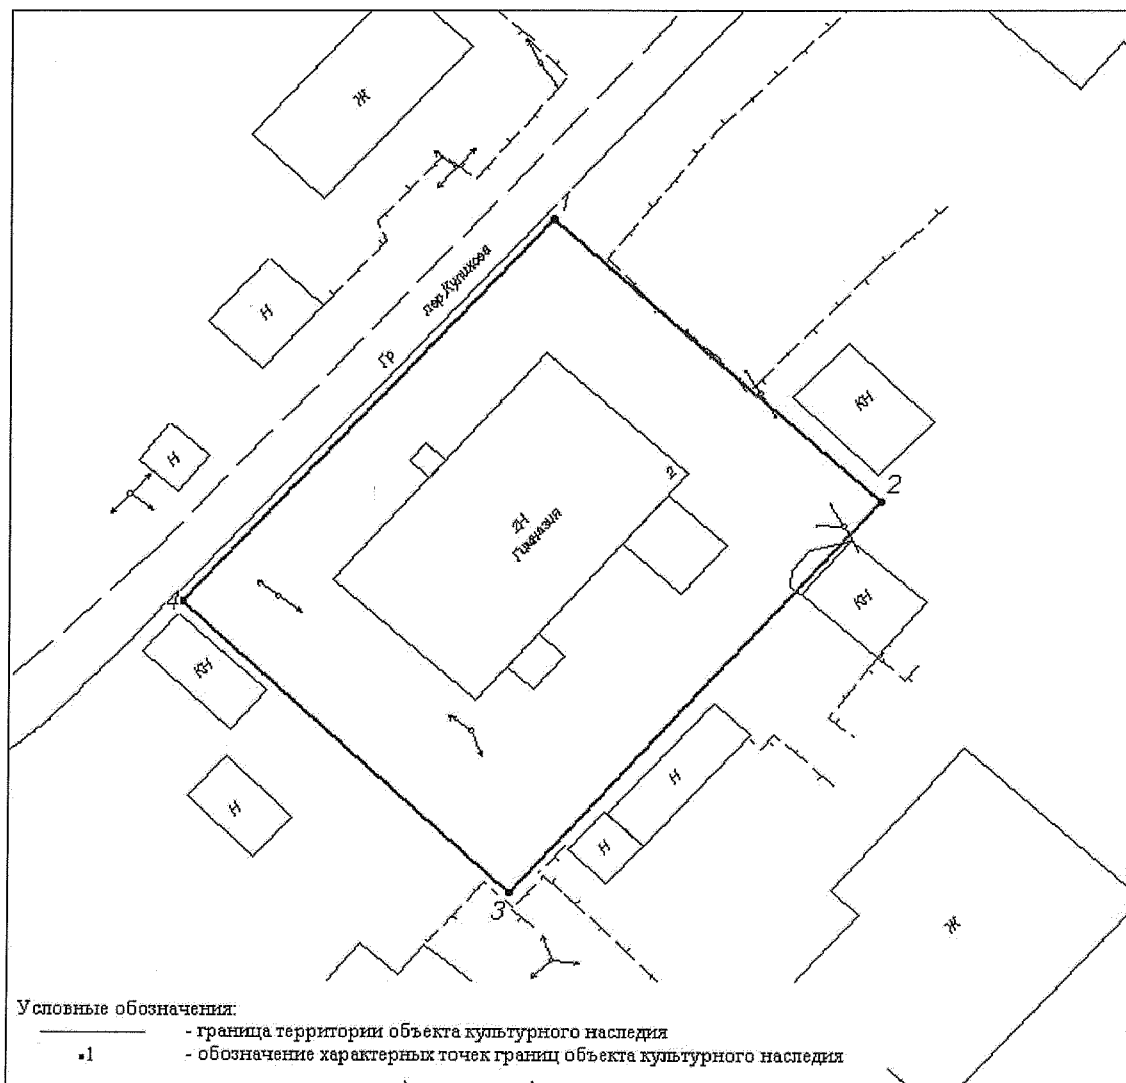 Ж
1
пер.Куликова
Гр
Н
Н
КН
2
2
2Н
Гимназия
КН
4
КН
Н
Н
Н
3
Ж
Условные обозначения:
- граница территории объекта культурного наследия
▪1 - обозначение характерных точек границ объекта культурного наследия